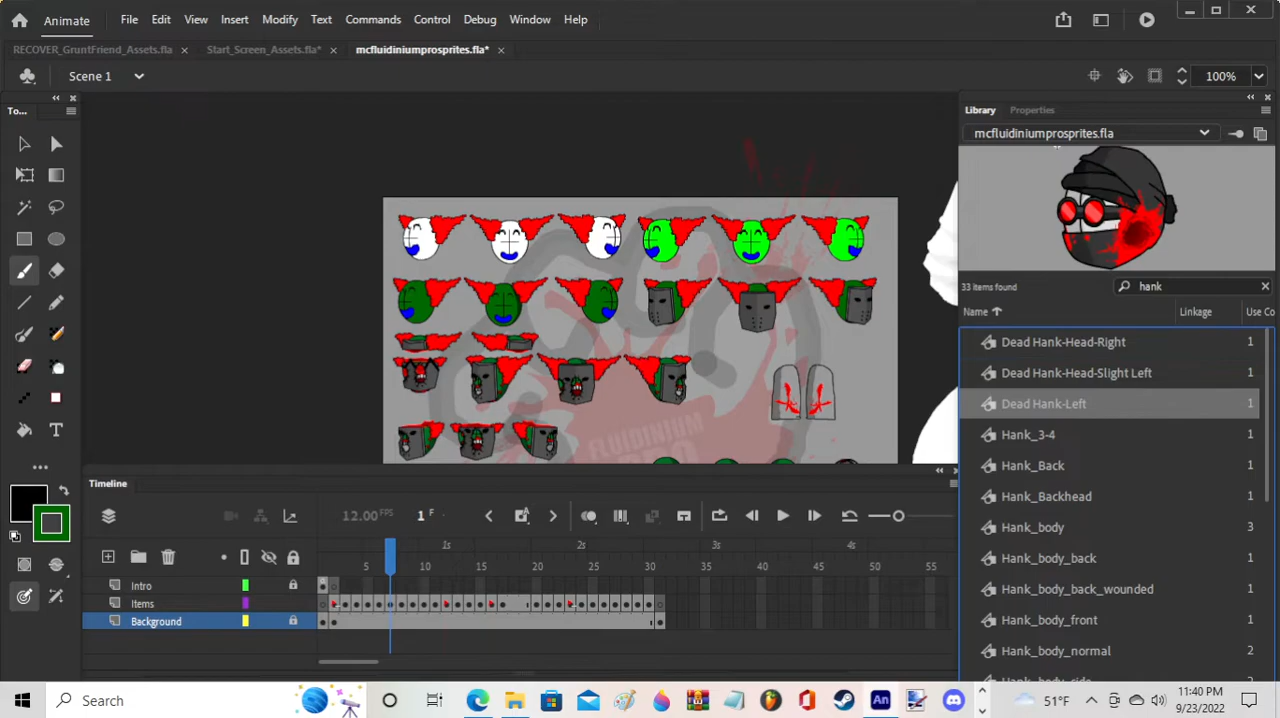 Animate File Edit View Insert Modify Text Commands Control Debug Window Help
RECOVER_GruntFriend_Assets.fla Start_Screen_Assets.fla* mcfluidiniumprosprites.fla*
Scene 1 100%
To...
Library Properties
mcfluidiniumprosprites.fla
33 items found hank
Name Linkage Use Co
Dead Hank-Head-Right 1
Dead Hank-Head-Slight Left 1
Dead Hank-Left 1
Hank_3-4 1
Hank_Back 1
Hank_Backhead 1
Hank_body 3
Hank_body_back 1
Hank_body_back_wounded 1
Hank_body_front 1
Hank_body_normal 2
FLUIDINIUM
Timeline
12.00 FPS 1 F
1s 2s 3s 4s
5 10 15 20 25 30 35 40 45 50 55
Intro
Items
Background
Search
An
51°F
11:40 PM
9/23/2022